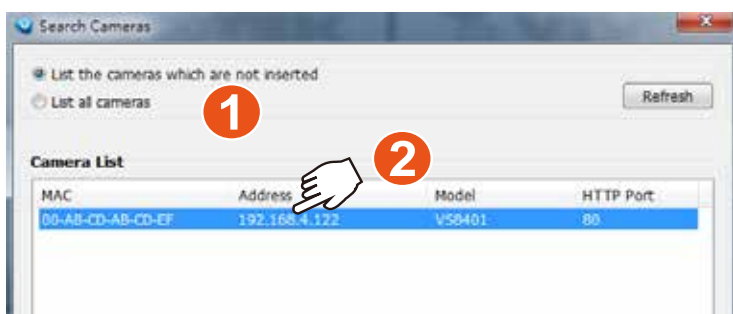 Search Cameras
List the cameras which are not inserted
List all cameras
Refresh
1
2
Camera List
MAC Address Model HTTP Port
00-AB-CD-AB-CD-EF 192.168.4.122 VS8401 80